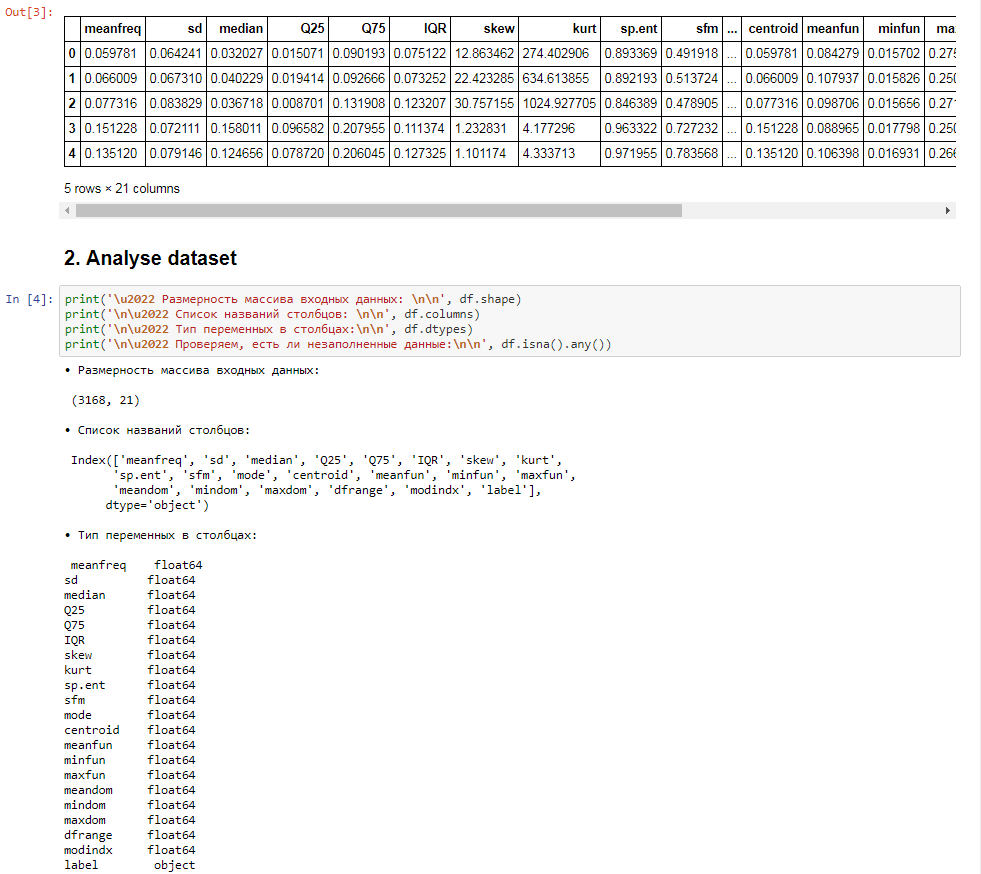 Out[3]:
meanfreq sd median Q25 Q75 IQR skew kurt sp.ent sfm ... centroid meanfun minfun
0 0.059781 0.064241 0.032027 0.015071 0.090193 0.075122 12.863462 274.402906 0.893369 0.491918 ... 0.059781 0.084279 0.015702
1 0.066009 0.067310 0.040229 0.019414 0.092666 0.073252 22.423285 634.613855 0.892193 0.513724 ... 0.066009 0.107937 0.015826
2 0.077316 0.083829 0.036718 0.008701 0.131908 0.123207 30.757155 1024.927705 0.846389 0.478905 ... 0.077316 0.098706 0.015656
3 0.151228 0.072111 0.158011 0.096582 0.207955 0.111374 1.232831 4.177296 0.963322 0.727232 ... 0.151228 0.088965 0.017798
4 0.135120 0.079146 0.124656 0.078720 0.206045 0.127325 1.101174 4.333713 0.971955 0.783568 ... 0.135120 0.106398 0.016931
5 rows × 21 columns
2. Analyse dataset
In [4]:
print('\u2022 Размерность массива входных данных: \n\n', df.shape)
print('\n\u2022 Список названий столбцов: \n\n', df.columns)
print('\n\u2022 Тип переменных в столбцах:\n\n', df.dtypes)
print('\n\u2022 Проверяем, есть ли незаполненные данные:\n\n', df.isna().any())
• Размерность массива входных данных:
(3168, 21)
• Список названий столбцов:
Index(['meanfreq', 'sd', 'median', 'Q25', 'Q75', 'IQR', 'skew', 'kurt',
'sp.ent', 'sfm', 'mode', 'centroid', 'meanfun', 'minfun', 'maxfun',
'meandom', 'mindom', 'maxdom', 'dfrange', 'modindx', 'label'],
dtype='object')
• Тип переменных в столбцах:
meanfreq float64
sd float64
median float64
Q25 float64
Q75 float64
IQR float64
skew float64
kurt float64
sp.ent float64
sfm float64
mode float64
centroid float64
meanfun float64
minfun float64
maxfun float64
meandom float64
mindom float64
maxdom float64
dfrange float64
modindx float64
label object